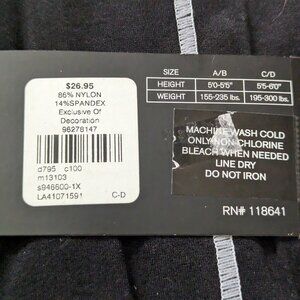 $26.95
86% NYLON
14%SPANDEX
Exclusive Of
Decoration
96278147
d795 c100
m13103
s946600-1X
LA41071591 C-D
SIZE A/B C/D
HEIGHT 5'0-5'5" 5'5-6'0"
WEIGHT 155-235 lbs. 195-300 lbs.
MACHINE WASH COLD
ONLY NON-CHLORINE
BLEACH WHEN NEEDED
LINE DRY
DO NOT IRON
RN# 118641